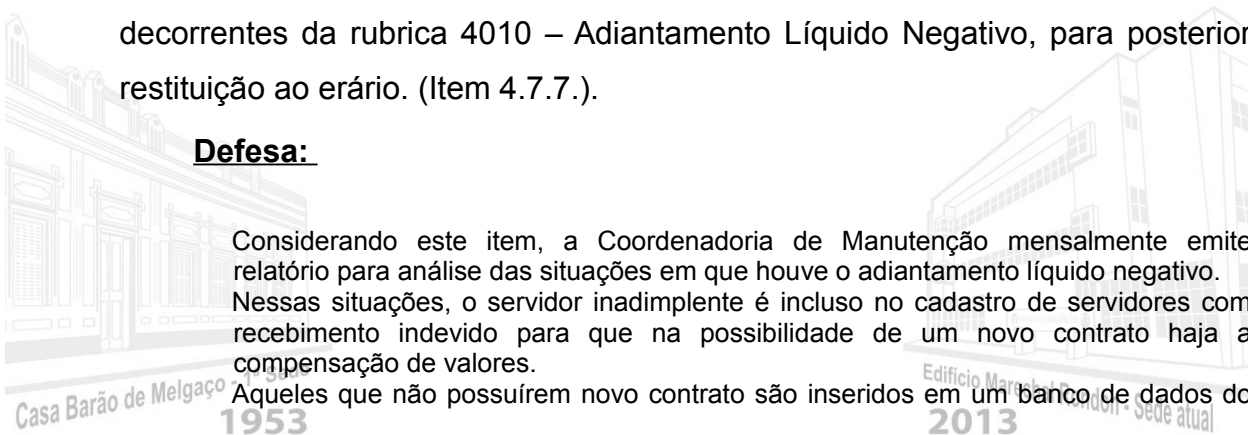 decorrentes da rubrica 4010 – Adiantamento Líquido Negativo, para posterior
restituição ao erário. (Item 4.7.7.).
Defesa:
Considerando este item, a Coordenadoria de Manutenção mensalmente emite
relatório para análise das situações em que houve o adiantamento líquido negativo.
Nessas situações, o servidor inadimplente é incluso no cadastro de servidores com
recebimento indevido para que na possibilidade de um novo contrato haja a
compensação de valores.
Aqueles que não possuírem novo contrato são inseridos em um banco de dados do
Casa Barão de Melgaço - 1ª Sede
1953
Edifício Marechal Rondon - Sede atual
2013